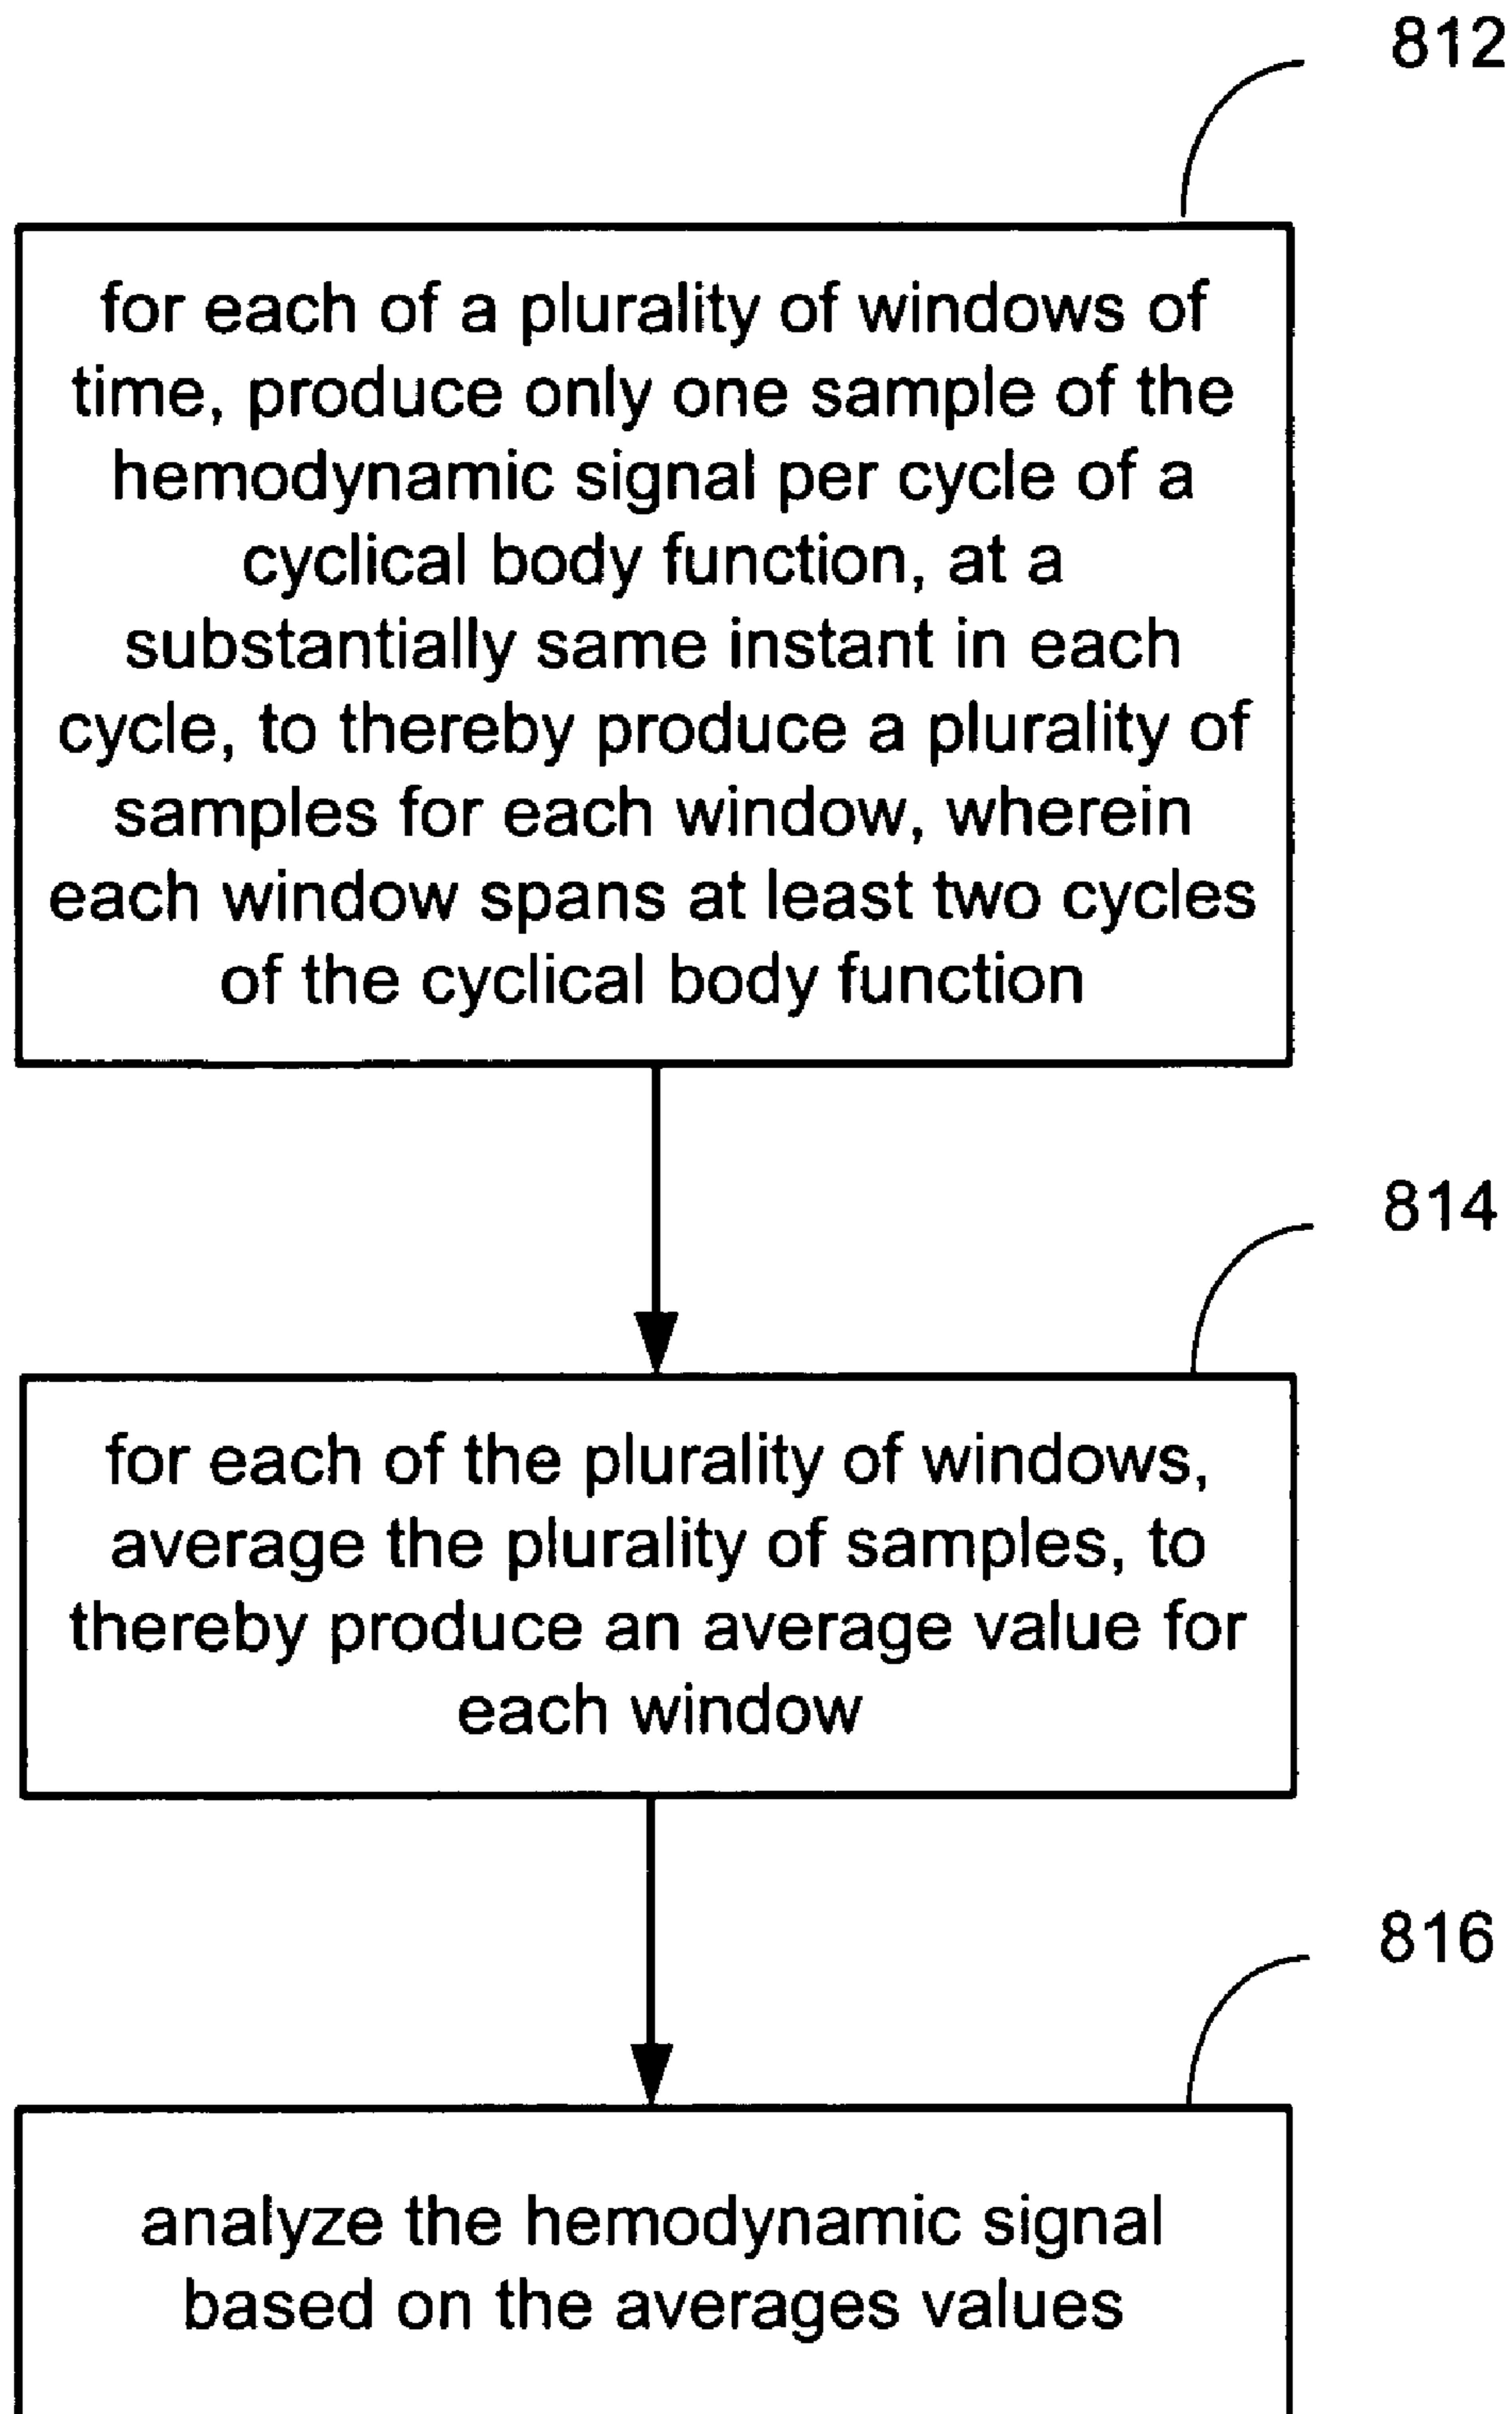 812
for each of a plurality of windows of
time, produce only one sample of the
hemodynamic signal per cycle of a
cyclical body function, at a
substantially same instant in each
cycle, to thereby produce a plurality of
samples for each window, wherein
each window spans at least two cycles
of the cyclical body function
814
for each of the plurality of windows,
average the plurality of samples, to
thereby produce an average value for
each window
816
analyze the hemodynamic signal
based on the averages values